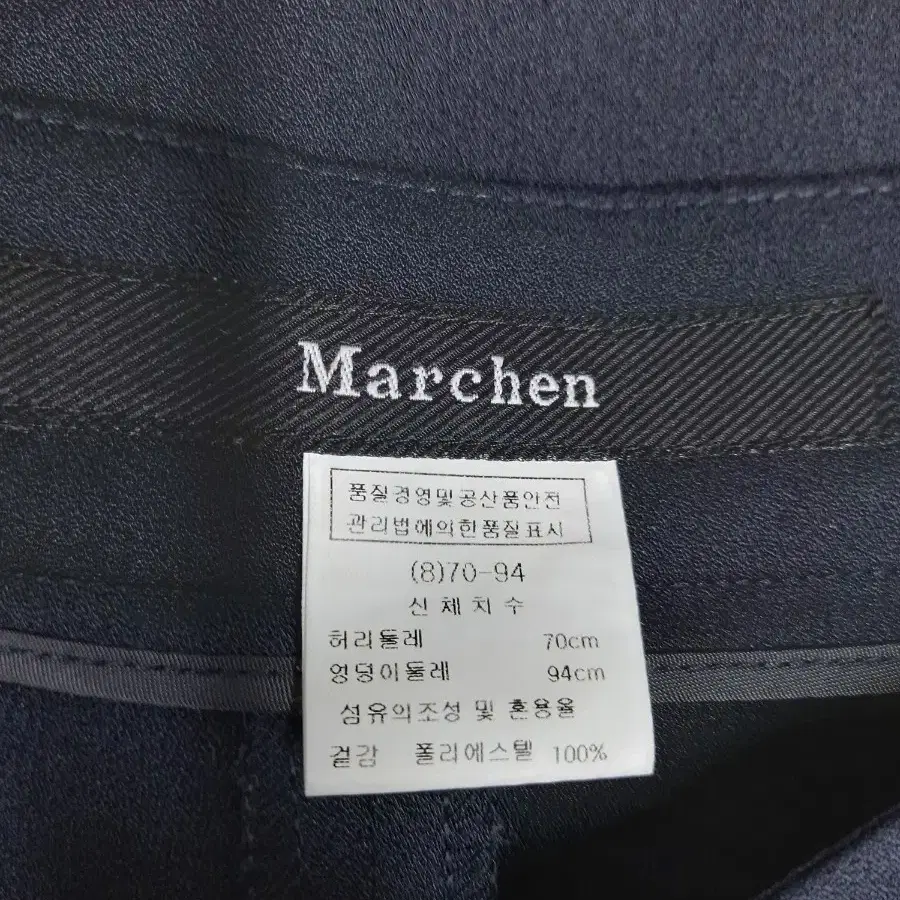 Marchen
품질경영및공산품안전
관리법에의한품질표시
(8)70-94
신체치수
허리둘레 70cm
엉덩이둘레 94cm
섬유의조성 및 혼용율
겉감 폴리에스텔 100%